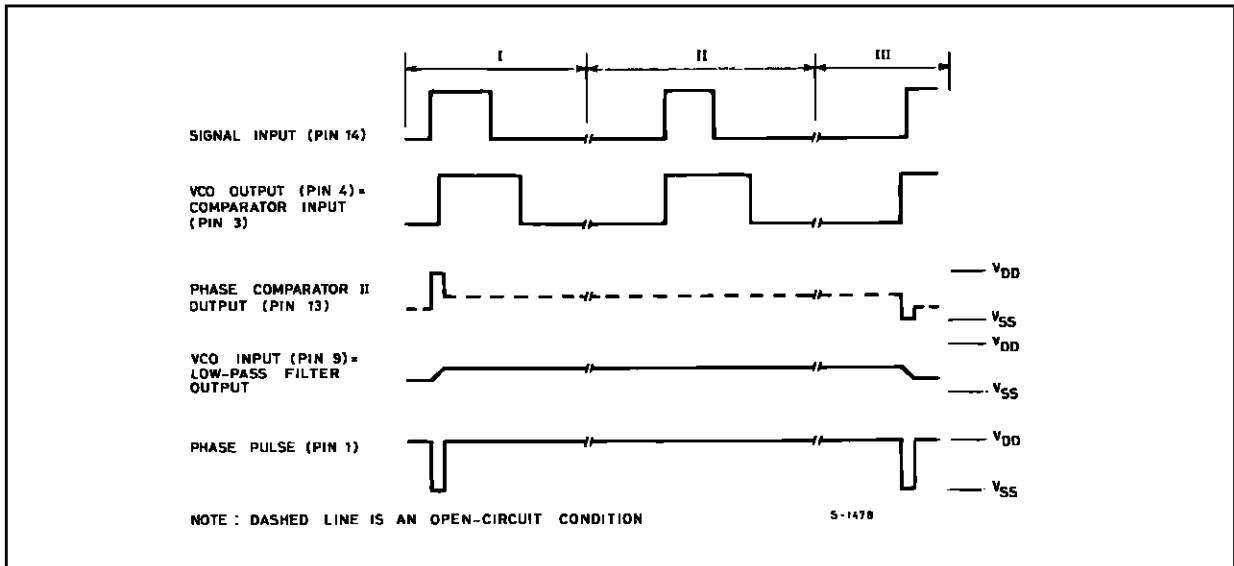 I II III
SIGNAL INPUT (PIN 14)
VCO OUTPUT (PIN 4)=
COMPARATOR INPUT
(PIN 3)
PHASE COMPARATOR II
OUTPUT (PIN 13)
VDD
VSS
VCO INPUT (PIN 9)=
LOW-PASS FILTER
OUTPUT
VDD
VSS
PHASE PULSE (PIN 1)
VDD
VSS
NOTE : DASHED LINE IS AN OPEN-CIRCUIT CONDITION
S-1478